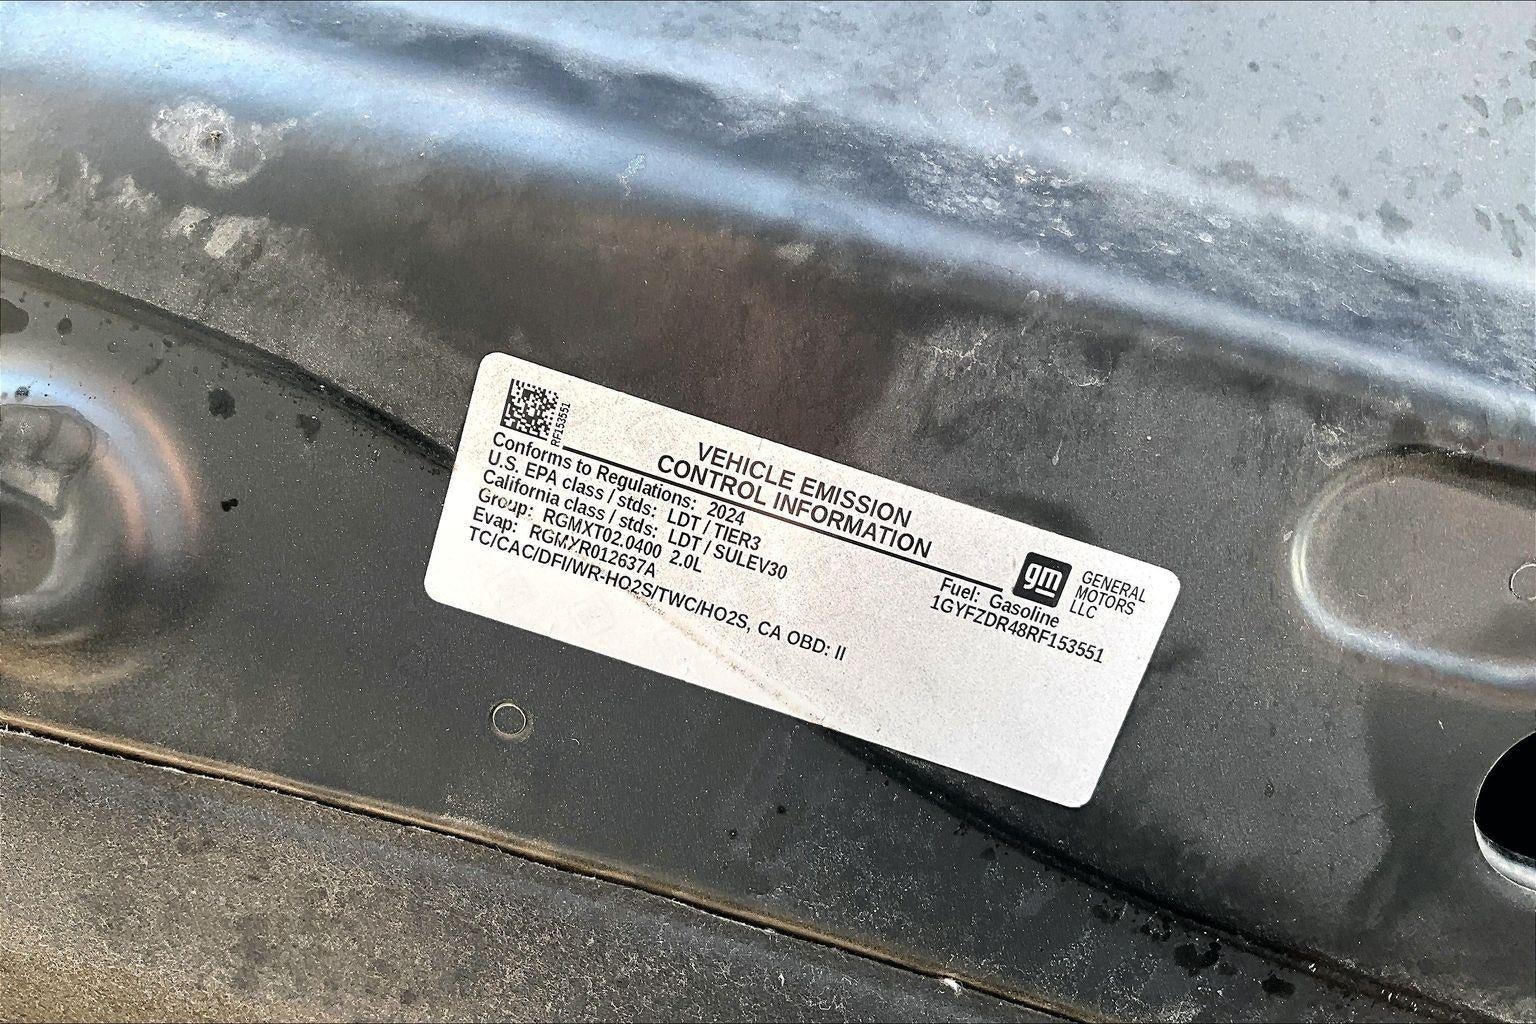 RF153551
VEHICLE EMISSION
CONTROL INFORMATION
Conforms to Regulations: 2024
U.S. EPA class / stds: LDT / TIER3
California class / stds: LDT / SULEV30
Group: RGMXT02.0400 2.0L
Evap: RGMYR012637A
TC/CAC/DFI/WR-HO2S/TWC/HO2S, CA OBD: II
gm
GENERAL
MOTORS
LLC
Fuel: Gasoline
1GYFZDR48RF153551